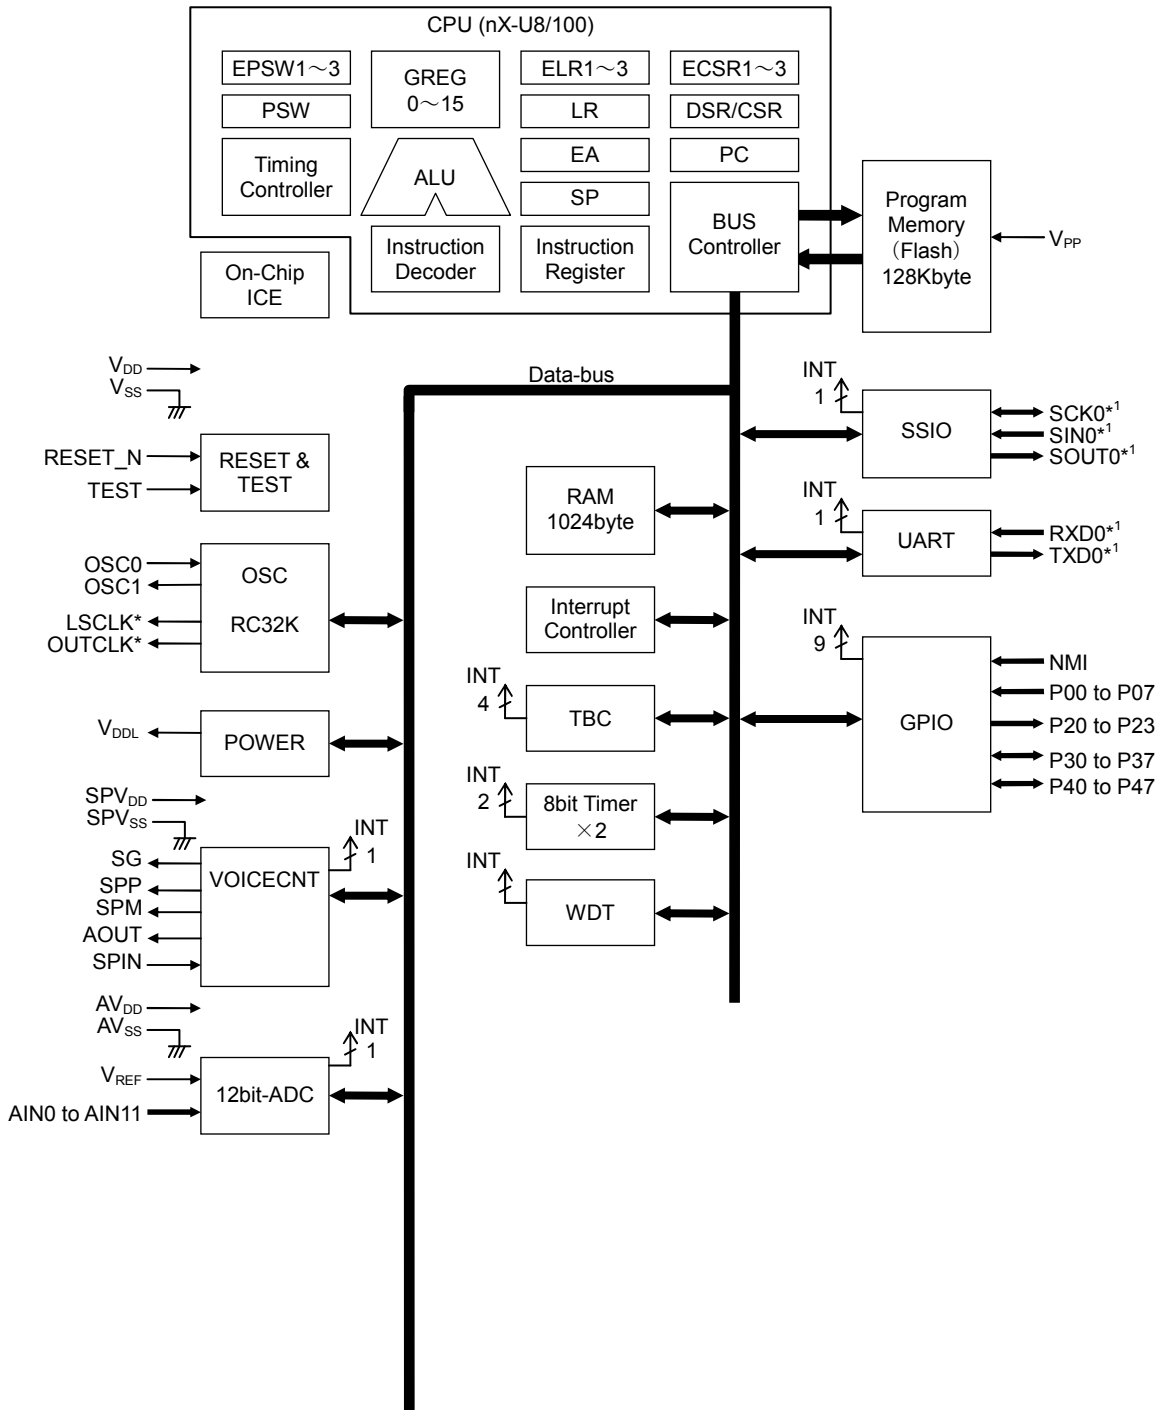 CPU (nX-U8/100)
EPSW1～3
GREG
0～15
ELR1～3
ECSR1～3
PSW
LR
DSR/CSR
Timing
Controller
ALU
EA
PC
SP
BUS
Controller
Program
Memory
(Flash)
128Kbyte
VPP
Instruction
Decoder
Instruction
Register
On-Chip
ICE
VDD
VSS
Data-bus
INT
1
SSIO
SCK0*1
SIN0*1
SOUT0*1
RESET_N
TEST
RESET &
TEST
RAM
1024byte
INT
1
UART
RXD0*1
TXD0*1
OSC0
OSC1
LSCLK*
OUTCLK*
OSC
RC32K
Interrupt
Controller
INT
9
GPIO
NMI
P00 to P07
P20 to P23
P30 to P37
P40 to P47
INT
4
TBC
VDDL
POWER
INT
2
8bit Timer
×2
SPVDD
SPVSS
SG
SPP
SPM
AOUT
SPIN
VOICECNT
INT
1
INT
WDT
AVDD
AVSS
VREF
AIN0 to AIN11
12bit-ADC
INT
1